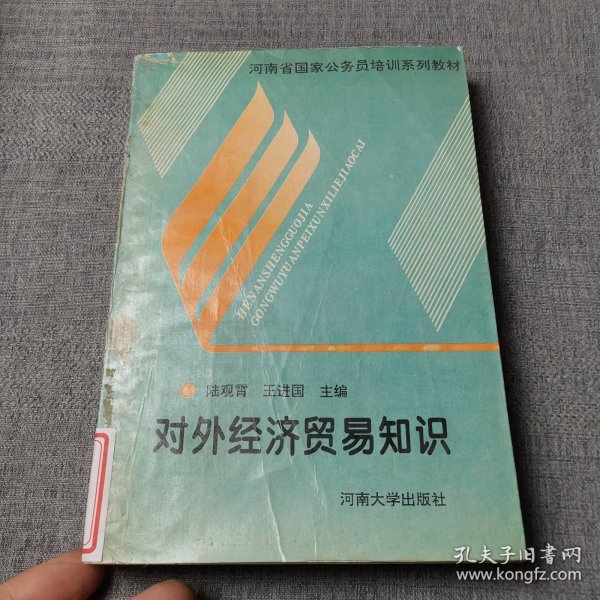 河南省国家公务员培训系列教材
HENANSHENGGUOJIA
GONGWUYUANPEIXUNXILIEJIAOCAI
陆观霄 王进国 主编
对外经济贸易知识
河南大学出版社
孔夫子旧书网
www.kongfz.com